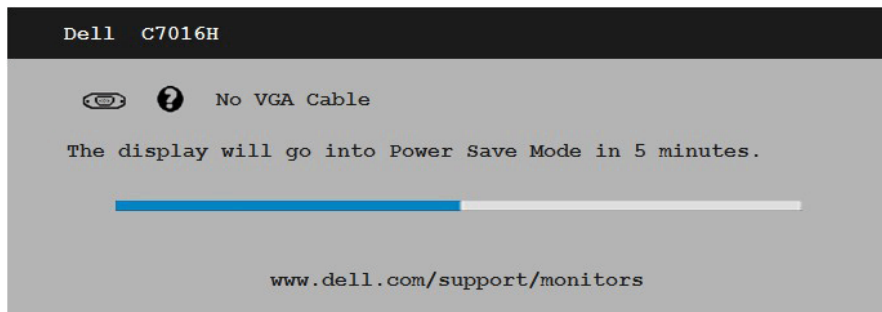 Dell C7016H
No VGA Cable
The display will go into Power Save Mode in 5 minutes.
www.dell.com/support/monitors